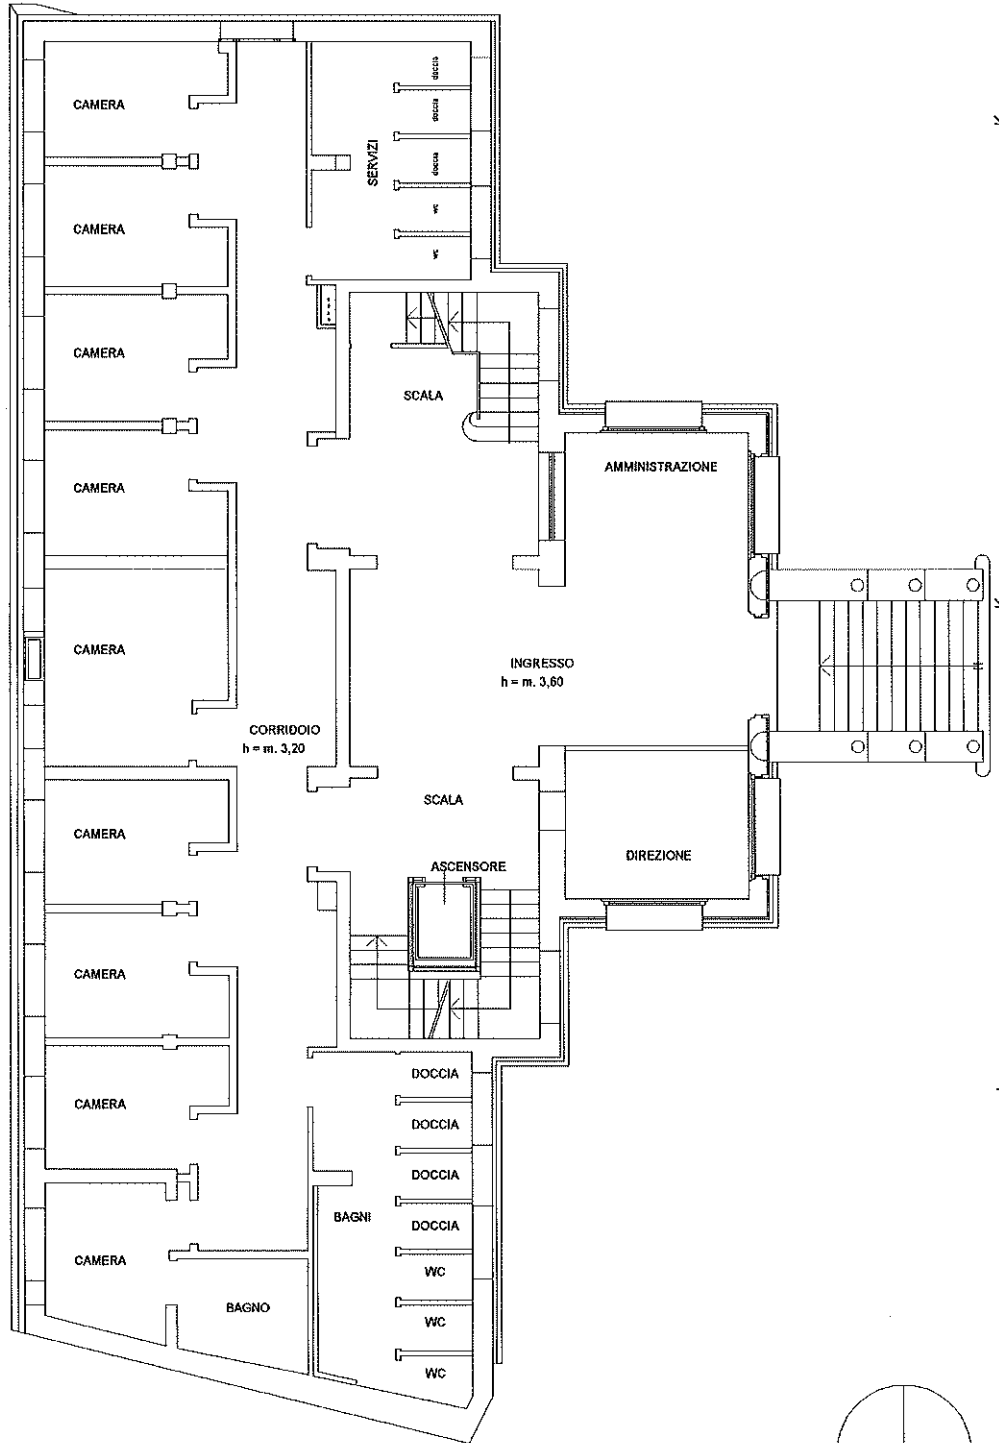 CAMERA
CAMERA
CAMERA
CAMERA
CAMERA
CAMERA
CAMERA
CAMERA
CAMERA
SERVIZI
doccia
doccia
doccia
wc
wc
SCALA
AMMINISTRAZIONE
INGRESSO
h = m. 3,60
CORRIDOIO
h = m. 3,20
SCALA
ASCENSORE
DIREZIONE
BAGNI
DOCCIA
DOCCIA
DOCCIA
DOCCIA
WC
WC
WC
BAGNO